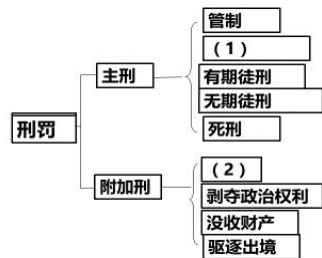 刑罚
主刑
管制
（1）
有期徒刑
无期徒刑
死刑
附加刑
（2）
剥夺政治权利
没收财产
驱逐出境